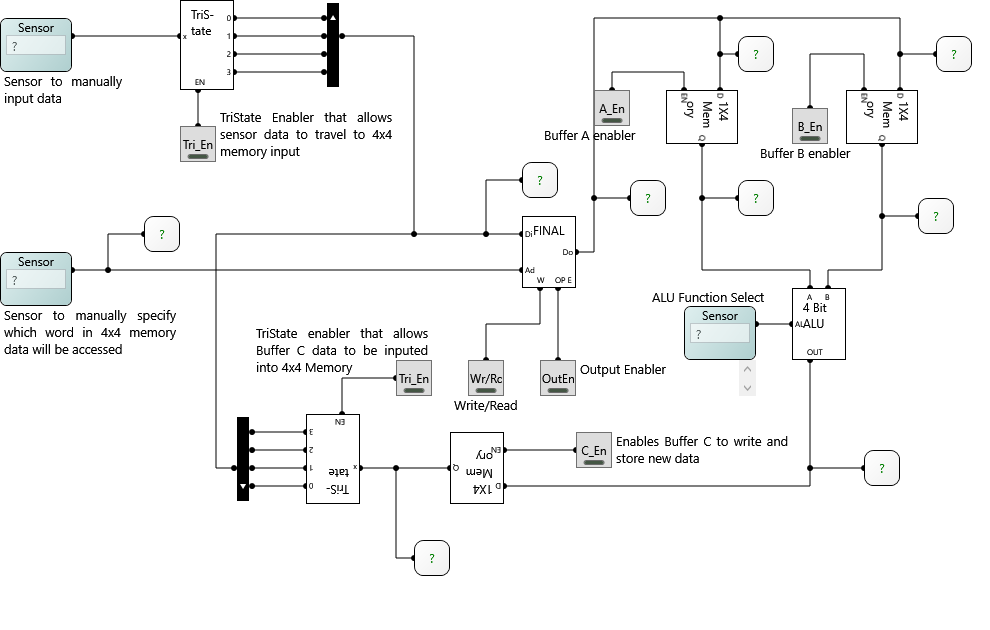 Sensor
?
Sensor to manually
input data
x
TriS-
tate
0
1
2
3
EN
Tri_En
TriState Enabler that allows
sensor data to travel to 4x4
memory input
A_En
Buffer A enabler
EN
D
1X4
Mem
ory
Q
?
B_En
Buffer B enabler
EN
D
1X4
Mem
ory
Q
?
?
?
?
?
?
Sensor
?
Sensor to manually specify
which word in 4x4 memory
data will be accessed
Di
FINAL
Do
Ad
W
OP E
ALU Function Select
Sensor
?
A
B
4 Bit
ALU
AL
OUT
TriState enabler that allows
Buffer C data to be inputed
into 4x4 Memory
Tri_En
Wr/Rc
Write/Read
OutEn
Output Enabler
EN
3
2
1
0
x
TriS-
tate
EN
D
Q
1X4
Mem
ory
C_En
Enables Buffer C to write and
store new data
?
?